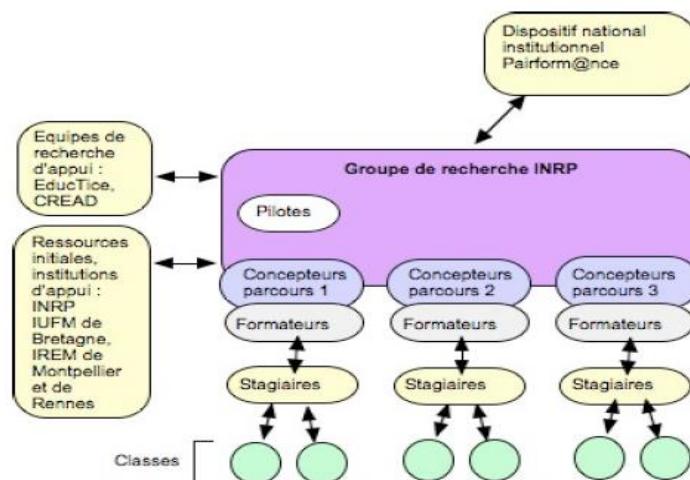 Dispositif national
institutionnel
Pairform@nce
Equipes de
recherche
d'appui :
EducTice,
CREAD
Groupe de recherche INRP
Pilotes
Ressources
initiales,
institutions
d'appui :
INRP
IUFM de
Bretagne,
IREM de
Montpellier
et de
Rennes
Concepteurs
parcours 1
Concepteurs
parcours 2
Concepteurs
parcours 3
Formateurs
Formateurs
Formateurs
Stagiaires
Stagiaires
Stagiaires
Classes